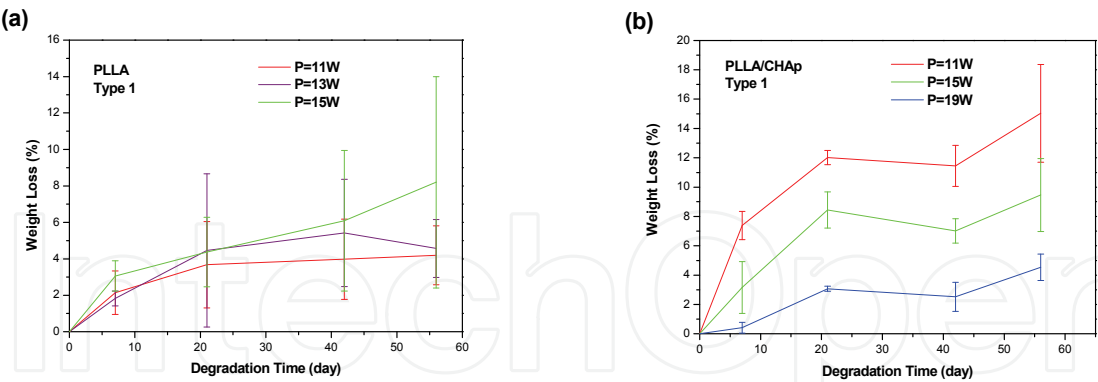 (a)
16
14
12
10
8
6
4
2
0
Weight Loss (%)
PLLA
Type 1
P=11W
P=13W
P=15W
0 10 20 30 40 50 60
Degradation Time (day)
(b)
20
18
16
14
12
10
8
6
4
2
0
Weight Loss (%)
PLLA/CHAp
Type 1
P=11W
P=15W
P=19W
0 10 20 30 40 50 60
Degradation Time (day)
IntechOpen